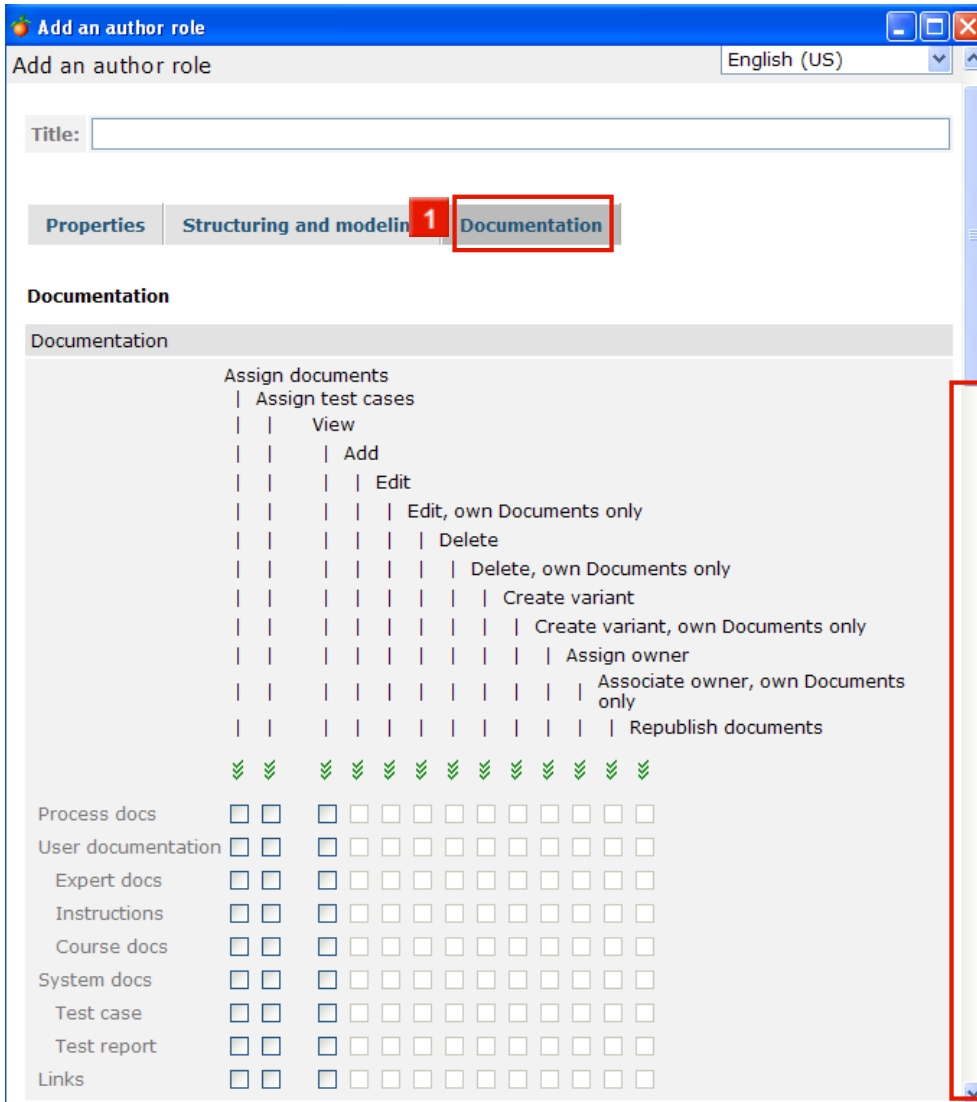 Add an author role
Add an author role
English (US)
Title:
Properties
Structuring and modelin
1
Documentation
Documentation
Documentation
Assign documents
| Assign test cases
| | View
| | | Add
| | | | Edit
| | | | | Edit, own Documents only
| | | | | | Delete
| | | | | | | Delete, own Documents only
| | | | | | | | Create variant
| | | | | | | | | Create variant, own Documents only
| | | | | | | | | | Assign owner
| | | | | | | | | | | Associate owner, own Documents
only
| | | | | | | | | | | | Republish documents
Process docs
User documentation
Expert docs
Instructions
Course docs
System docs
Test case
Test report
Links